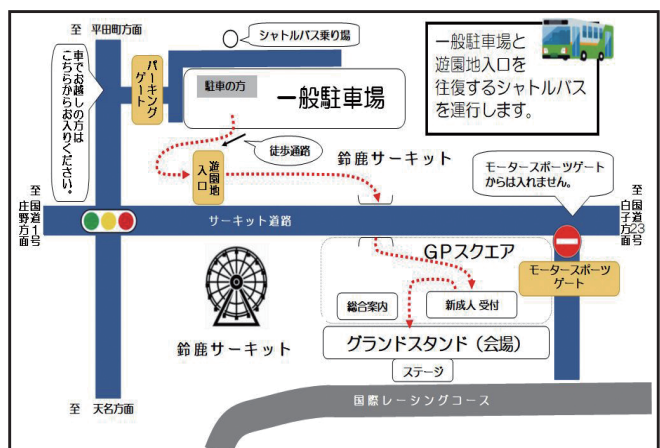 至 平田町方面
シャトルバス乗り場
一般駐車場と
遊園地入口を
往復するシャトルバス
を運行します。
車でお越しの方は
こちらからお入りください。
パーキング
ゲート
駐車の方
一般駐車場
徒歩通路
遊園地
入口
鈴鹿サーキット
モータースポーツゲート
からは入れません。
至 国道1号
庄野方面
サーキット道路
至 国道23号
白子方面
GPスクエア
モータースポーツ
ゲート
総合案内
新成人 受付
鈴鹿サーキット
グランドスタンド(会場)
ステージ
至 天名方面
国際レーシングコース